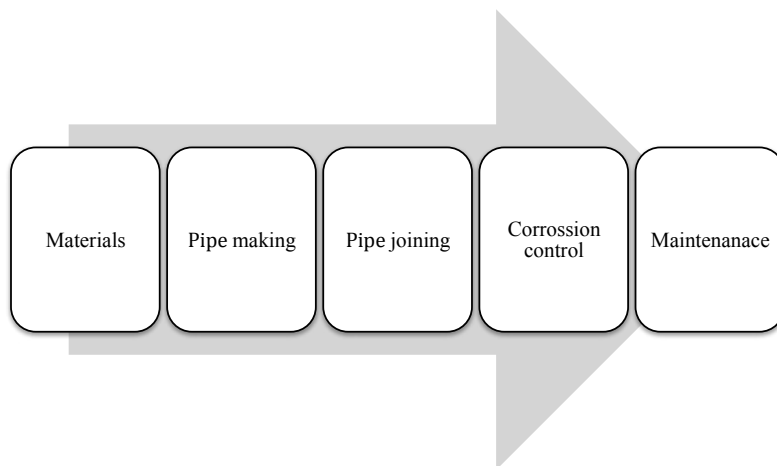 Materials
Pipe making
Pipe joining
Corrossion
control
Maintenanace